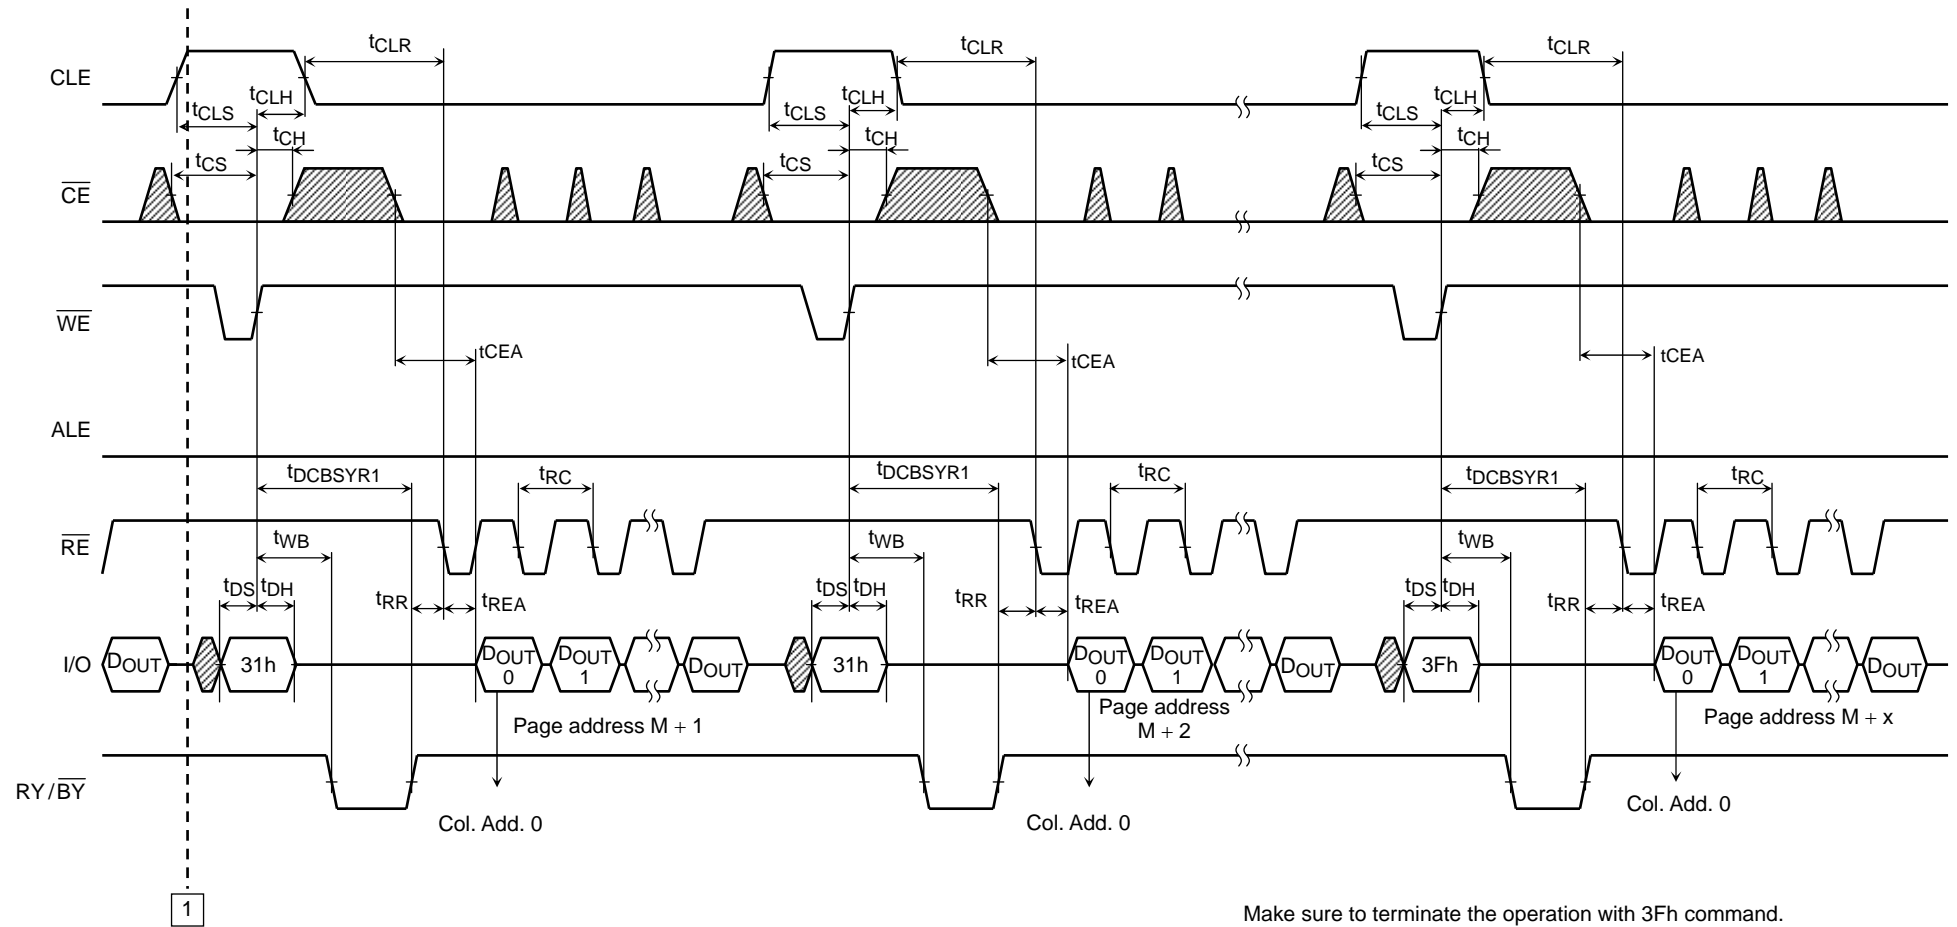 tCLR tCLR tCLR
CLE
tCLH tCLH tCLH
tCLS tCLS tCLS
tCH tCH tCH
tCS tCS tCS
CE
WE
tCEA tCEA tCEA
ALE
tDCBSYR1 tDCBSYR1 tDCBSYR1
tRC tRC tRC
RE
tWB tWB tWB
tDS tDH tDS tDH tDS tDH
tRR tREA tRR tREA tRR tREA
I/O DOUT 31h DOUT 0 DOUT 1 DOUT 31h DOUT 0 DOUT 1 DOUT 3Fh DOUT 0 DOUT 1 DOUT
Page address M + 1
Page address
M + 2
Page address M + x
RY/BY
Col. Add. 0 Col. Add. 0 Col. Add. 0
1
Make sure to terminate the operation with 3Fh command.